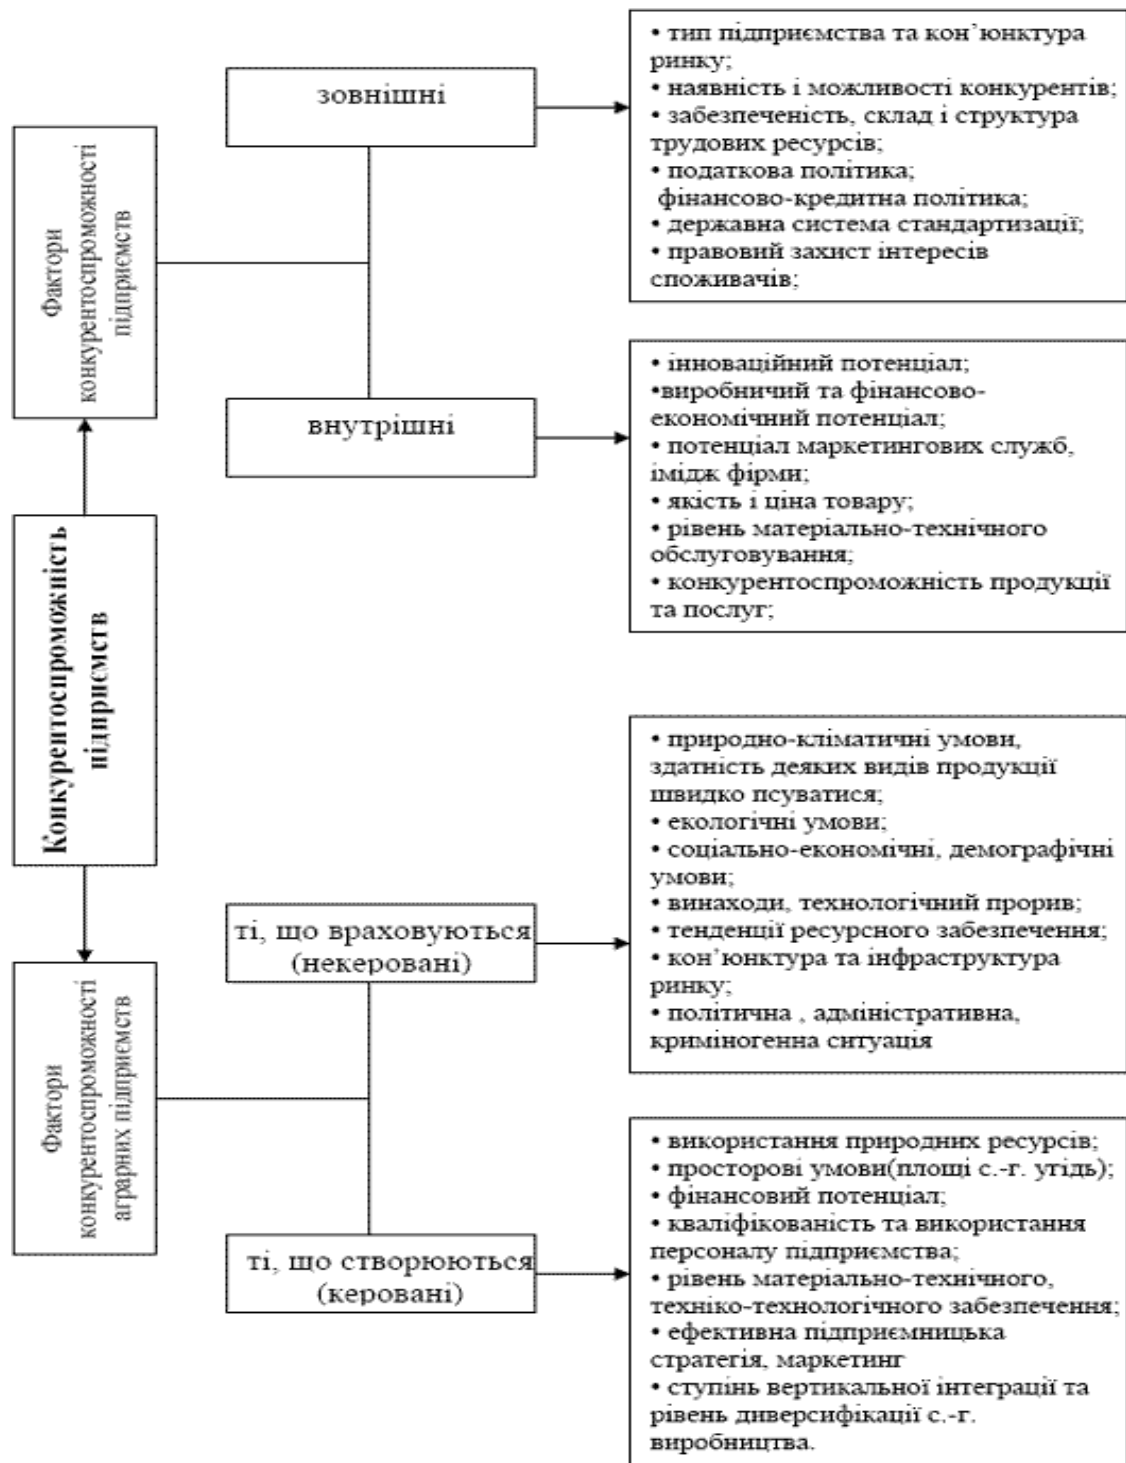 Фактори
конкурентоспроможності
підприємств
зовнішні
• тип підприємства та кон’юнктура
ринку;
• наявність і можливості конкурентів;
• забезпеченість, склад і структура
трудових ресурсів;
• податкова політика;
фінансово-кредитна політика;
• державна система стандартизації;
• правовий захист інтересів
споживачів;
внутрішні
• інноваційний потенціал;
•виробничий та фінансово-
економічний потенціал;
• потенціал маркетингових служб,
імідж фірми;
• якість і ціна товару;
• рівень матеріально-технічного
обслуговування;
• конкурентоспроможність продукції
та послуг;
Конкурентоспроможність
підприємств
Фактори
конкурентоспроможності
аграрних підприємств
ті, що враховуються
(некеровані)
• природно-кліматичні умови,
здатність деяких видів продукції
швидко псуватися;
• екологічні умови;
• соціально-економічні, демографічні
умови;
• винаходи, технологічний прорив;
• тенденції ресурсного забезпечення;
• кон’юнктура та інфраструктура
ринку;
• політична , адміністративна,
криміногенна ситуація
ті, що створюються
(керовані)
• використання природних ресурсів;
• просторові умови(площі с.-г. угідь);
• фінансовий потенціал;
• кваліфікованість та використання
персоналу підприємства;
• рівень матеріально-технічного,
техніко-технологічного забезпечення;
• ефективна підприємницька
стратегія, маркетинг
• ступінь вертикальної інтеграції та
рівень диверсифікації с.-г.
виробництва.